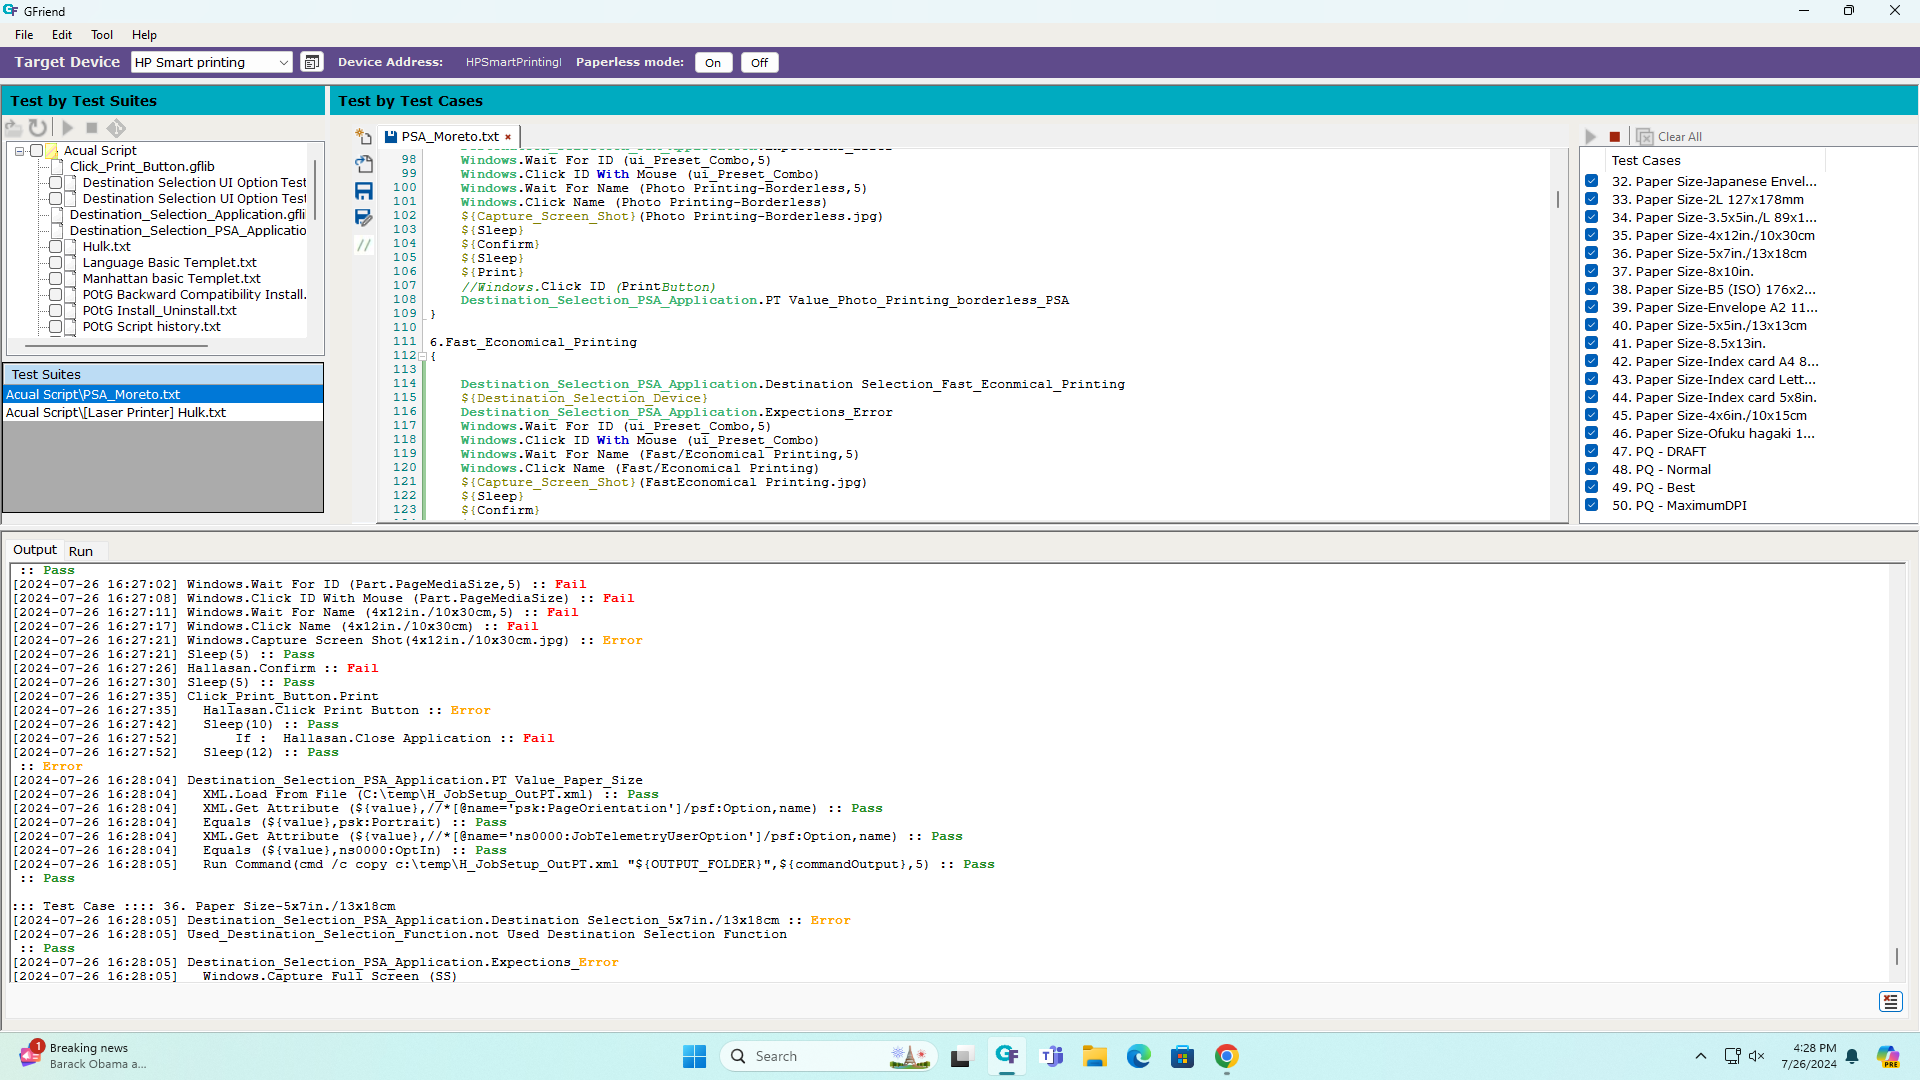 GFriend
File Edit Tool Help
Target Device HP Smart printing Device Address: HPSmartPrintingI Paperless mode: On Off
Test by Test Suites
Acual Script
Click_Print_Button.gflib
Destination Selection UI Option Test
Destination Selection UI Option Test
Destination_Selection_Application.gfli
Destination_Selection_PSA_Applicatio
Hulk.txt
Language Basic Templet.txt
Manhattan basic Templet.txt
POtG Backward Compatibility Install.
POtG Install_Uninstall.txt
POtG Script history.txt
Test Suites
Acual Script\PSA_Moreto.txt
Acual Script\[Laser Printer] Hulk.txt
Test by Test Cases
PSA_Moreto.txt ×
98 Windows.Wait For ID (ui_Preset_Combo,5)
99 Windows.Click ID With Mouse (ui_Preset_Combo)
100 Windows.Wait For Name (Photo Printing-Borderless,5)
101 Windows.Click Name (Photo Printing-Borderless)
102 ${Capture_Screen_Shot}(Photo Printing-Borderless.jpg)
103 ${Sleep}
104 ${Confirm}
105 ${Sleep}
106 ${Print}
107 //Windows.Click ID (PrintButton)
108 Destination_Selection_PSA_Application.PT Value_Photo_Printing_borderless_PSA
109 }
110
111 6.Fast_Economical_Printing
112 {
113
114 Destination_Selection_PSA_Application.Destination Selection_Fast_Econmical_Printing
115 ${Destination_Selection_Device}
116 Destination_Selection_PSA_Application.Expections_Error
117 Windows.Wait For ID (ui_Preset_Combo,5)
118 Windows.Click ID With Mouse (ui_Preset_Combo)
119 Windows.Wait For Name (Fast/Economical Printing,5)
120 Windows.Click Name (Fast/Economical Printing)
121 ${Capture_Screen_Shot}(FastEconomical Printing.jpg)
122 ${Sleep}
123 ${Confirm}
Clear All
Test Cases
32. Paper Size-Japanese Envel...
33. Paper Size-2L 127x178mm
34. Paper Size-3.5x5in./L 89x1...
35. Paper Size-4x12in./10x30cm
36. Paper Size-5x7in./13x18cm
37. Paper Size-8x10in.
38. Paper Size-B5 (ISO) 176x2...
39. Paper Size-Envelope A2 11...
40. Paper Size-5x5in./13x13cm
41. Paper Size-8.5x13in.
42. Paper Size-Index card A4 8...
43. Paper Size-Index card Lett...
44. Paper Size-Index card 5x8in.
45. Paper Size-4x6in./10x15cm
46. Paper Size-Ofuku hagaki 1...
47. PQ - DRAFT
48. PQ - Normal
49. PQ - Best
50. PQ - MaximumDPI
Output Run
:: Pass
[2024-07-26 16:27:02] Windows.Wait For ID (Part.PageMediaSize,5) :: Fail
[2024-07-26 16:27:08] Windows.Click ID With Mouse (Part.PageMediaSize) :: Fail
[2024-07-26 16:27:11] Windows.Wait For Name (4x12in./10x30cm,5) :: Fail
[2024-07-26 16:27:17] Windows.Click Name (4x12in./10x30cm) :: Fail
[2024-07-26 16:27:21] Windows.Capture Screen Shot(4x12in./10x30cm.jpg) :: Error
[2024-07-26 16:27:21] Sleep(5) :: Pass
[2024-07-26 16:27:26] Hallasan.Confirm :: Fail
[2024-07-26 16:27:30] Sleep(5) :: Pass
[2024-07-26 16:27:35] Click_Print_Button.Print
[2024-07-26 16:27:35] Hallasan.Click Print Button :: Error
[2024-07-26 16:27:42] Sleep(10) :: Pass
[2024-07-26 16:27:52] If : Hallasan.Close Application :: Fail
[2024-07-26 16:27:52] Sleep(12) :: Pass
:: Error
[2024-07-26 16:28:04] Destination_Selection_PSA_Application.PT Value_Paper_Size
[2024-07-26 16:28:04] XML.Load From File (C:\temp\H_JobSetup_OutPT.xml) :: Pass
[2024-07-26 16:28:04] XML.Get Attribute (${value},//*[@name='psk:PageOrientation']/psf:Option,name) :: Pass
[2024-07-26 16:28:04] Equals (${value},psk:Portrait) :: Pass
[2024-07-26 16:28:04] XML.Get Attribute (${value},//*[@name='ns0000:JobTelemetryUserOption']/psf:Option,name) :: Pass
[2024-07-26 16:28:04] Equals (${value},ns0000:OptIn) :: Pass
[2024-07-26 16:28:05] Run Command(cmd /c copy c:\temp\H_JobSetup_OutPT.xml "${OUTPUT_FOLDER}",${commandOutput},5) :: Pass
:: Pass
::: Test Case :::: 36. Paper Size-5x7in./13x18cm
[2024-07-26 16:28:05] Destination_Selection_PSA_Application.Destination Selection_5x7in./13x18cm :: Error
[2024-07-26 16:28:05] Used_Destination_Selection_Function.not Used Destination Selection Function
:: Pass
[2024-07-26 16:28:05] Destination_Selection_PSA_Application.Expections_Error
[2024-07-26 16:28:05] Windows.Capture Full Screen (SS)
1 Breaking news
Barack Obama a...
Search
4:28 PM
7/26/2024
PRE